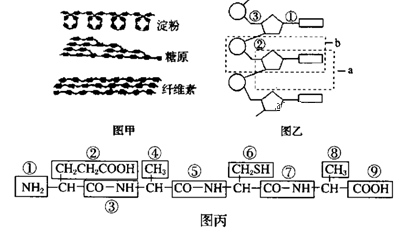 淀粉
糖原
纤维素
图甲
③ ①
②
b
a
图乙
① ② ④ ⑤ ⑥ ⑦ ⑧ ⑨
CH₂CH₂COOH CH₃ CH₂SH CH₃
NH₂—CH—CO—NH—CH—CO—NH—CH—CO—NH—CH—COOH
③
图丙